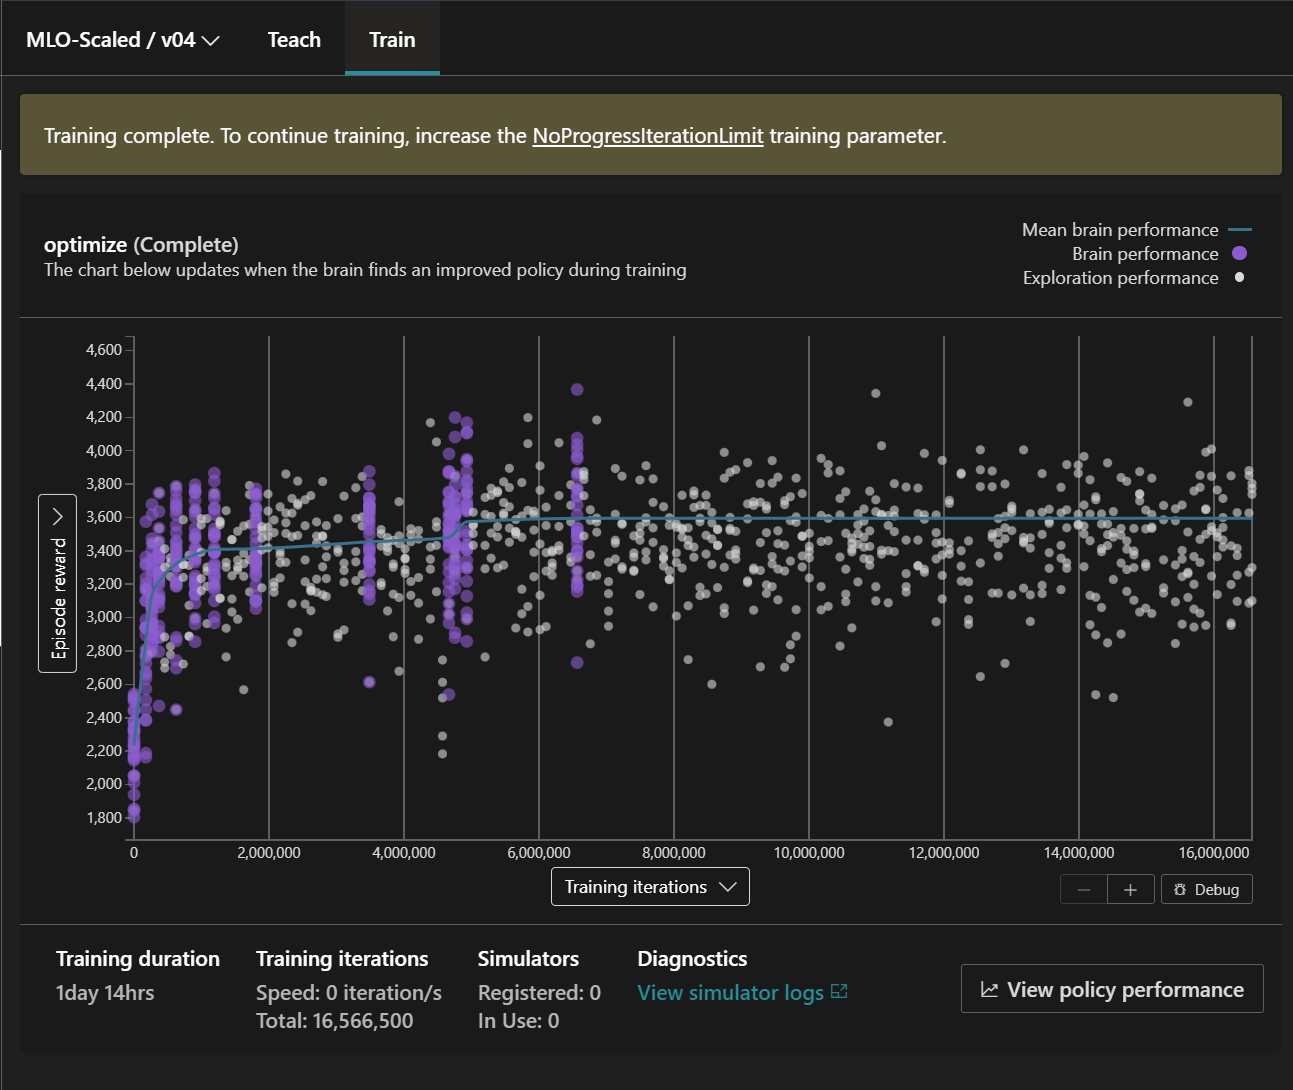 MLO-Scaled / v04
Teach
Train
Training complete. To continue training, increase the NoProgressIterationLimit training parameter.
optimize (Complete)
The chart below updates when the brain finds an improved policy during training
Mean brain performance
Brain performance
Exploration performance
Episode reward
4,600
4,400
4,200
4,000
3,800
3,600
3,400
3,200
3,000
2,800
2,600
2,400
2,200
2,000
1,800
0 2,000,000 4,000,000 6,000,000 8,000,000 10,000,000 12,000,000 14,000,000 16,000,000
Training iterations
Debug
Training duration
1day 14hrs
Training iterations
Speed: 0 iteration/s
Total: 16,566,500
Simulators
Registered: 0
In Use: 0
Diagnostics
View simulator logs
View policy performance